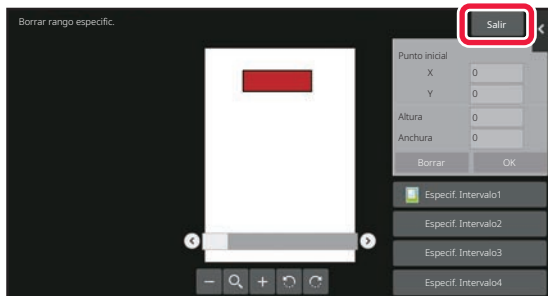 Borrar rango especific.
Salir
Punto inicial
X 0
Y 0
Altura 0
Anchura 0
Borrar OK
Especif. Intervalo1
Especif. Intervalo2
Especif. Intervalo3
Especif. Intervalo4